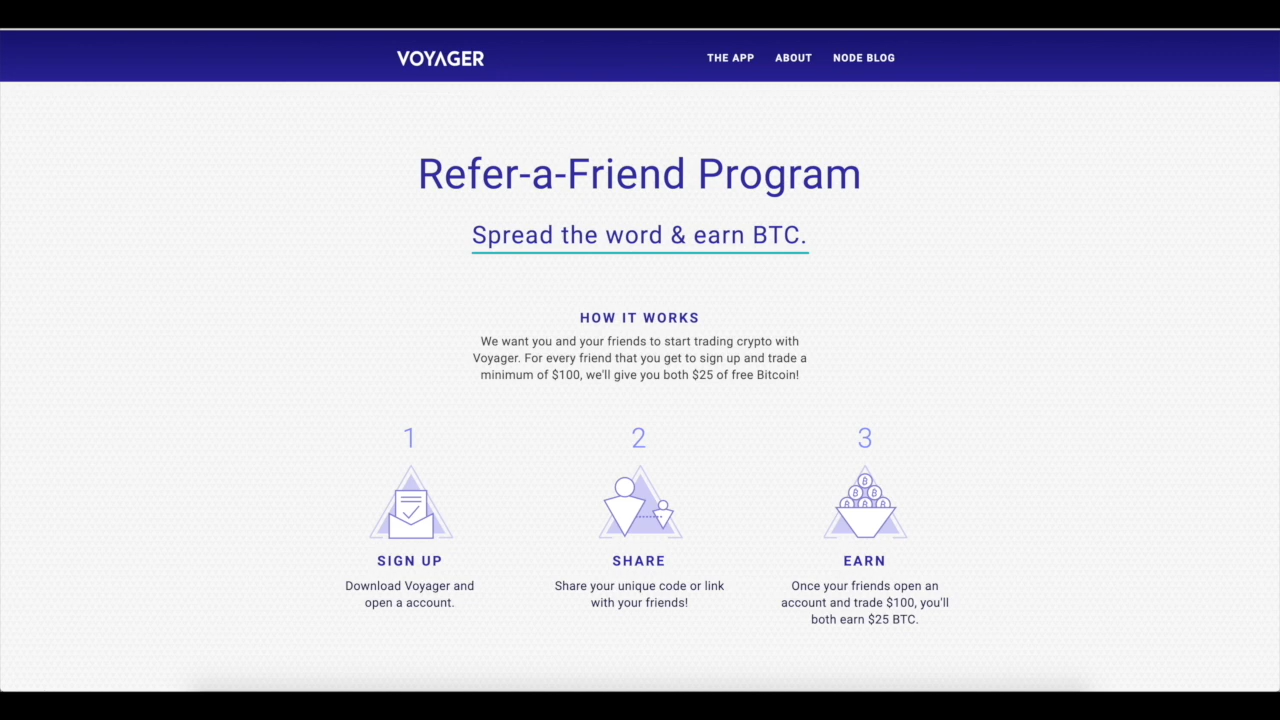 VOYAGER
THE APP ABOUT NODE BLOG
Refer-a-Friend Program
Spread the word & earn BTC.
HOW IT WORKS
We want you and your friends to start trading crypto with
Voyager. For every friend that you get to sign up and trade a
minimum of $100, we'll give you both $25 of free Bitcoin!
1
2
3
SIGN UP
Download Voyager and
open a account.
SHARE
Share your unique code or link
with your friends!
EARN
Once your friends open an
account and trade $100, you'll
both earn $25 BTC.